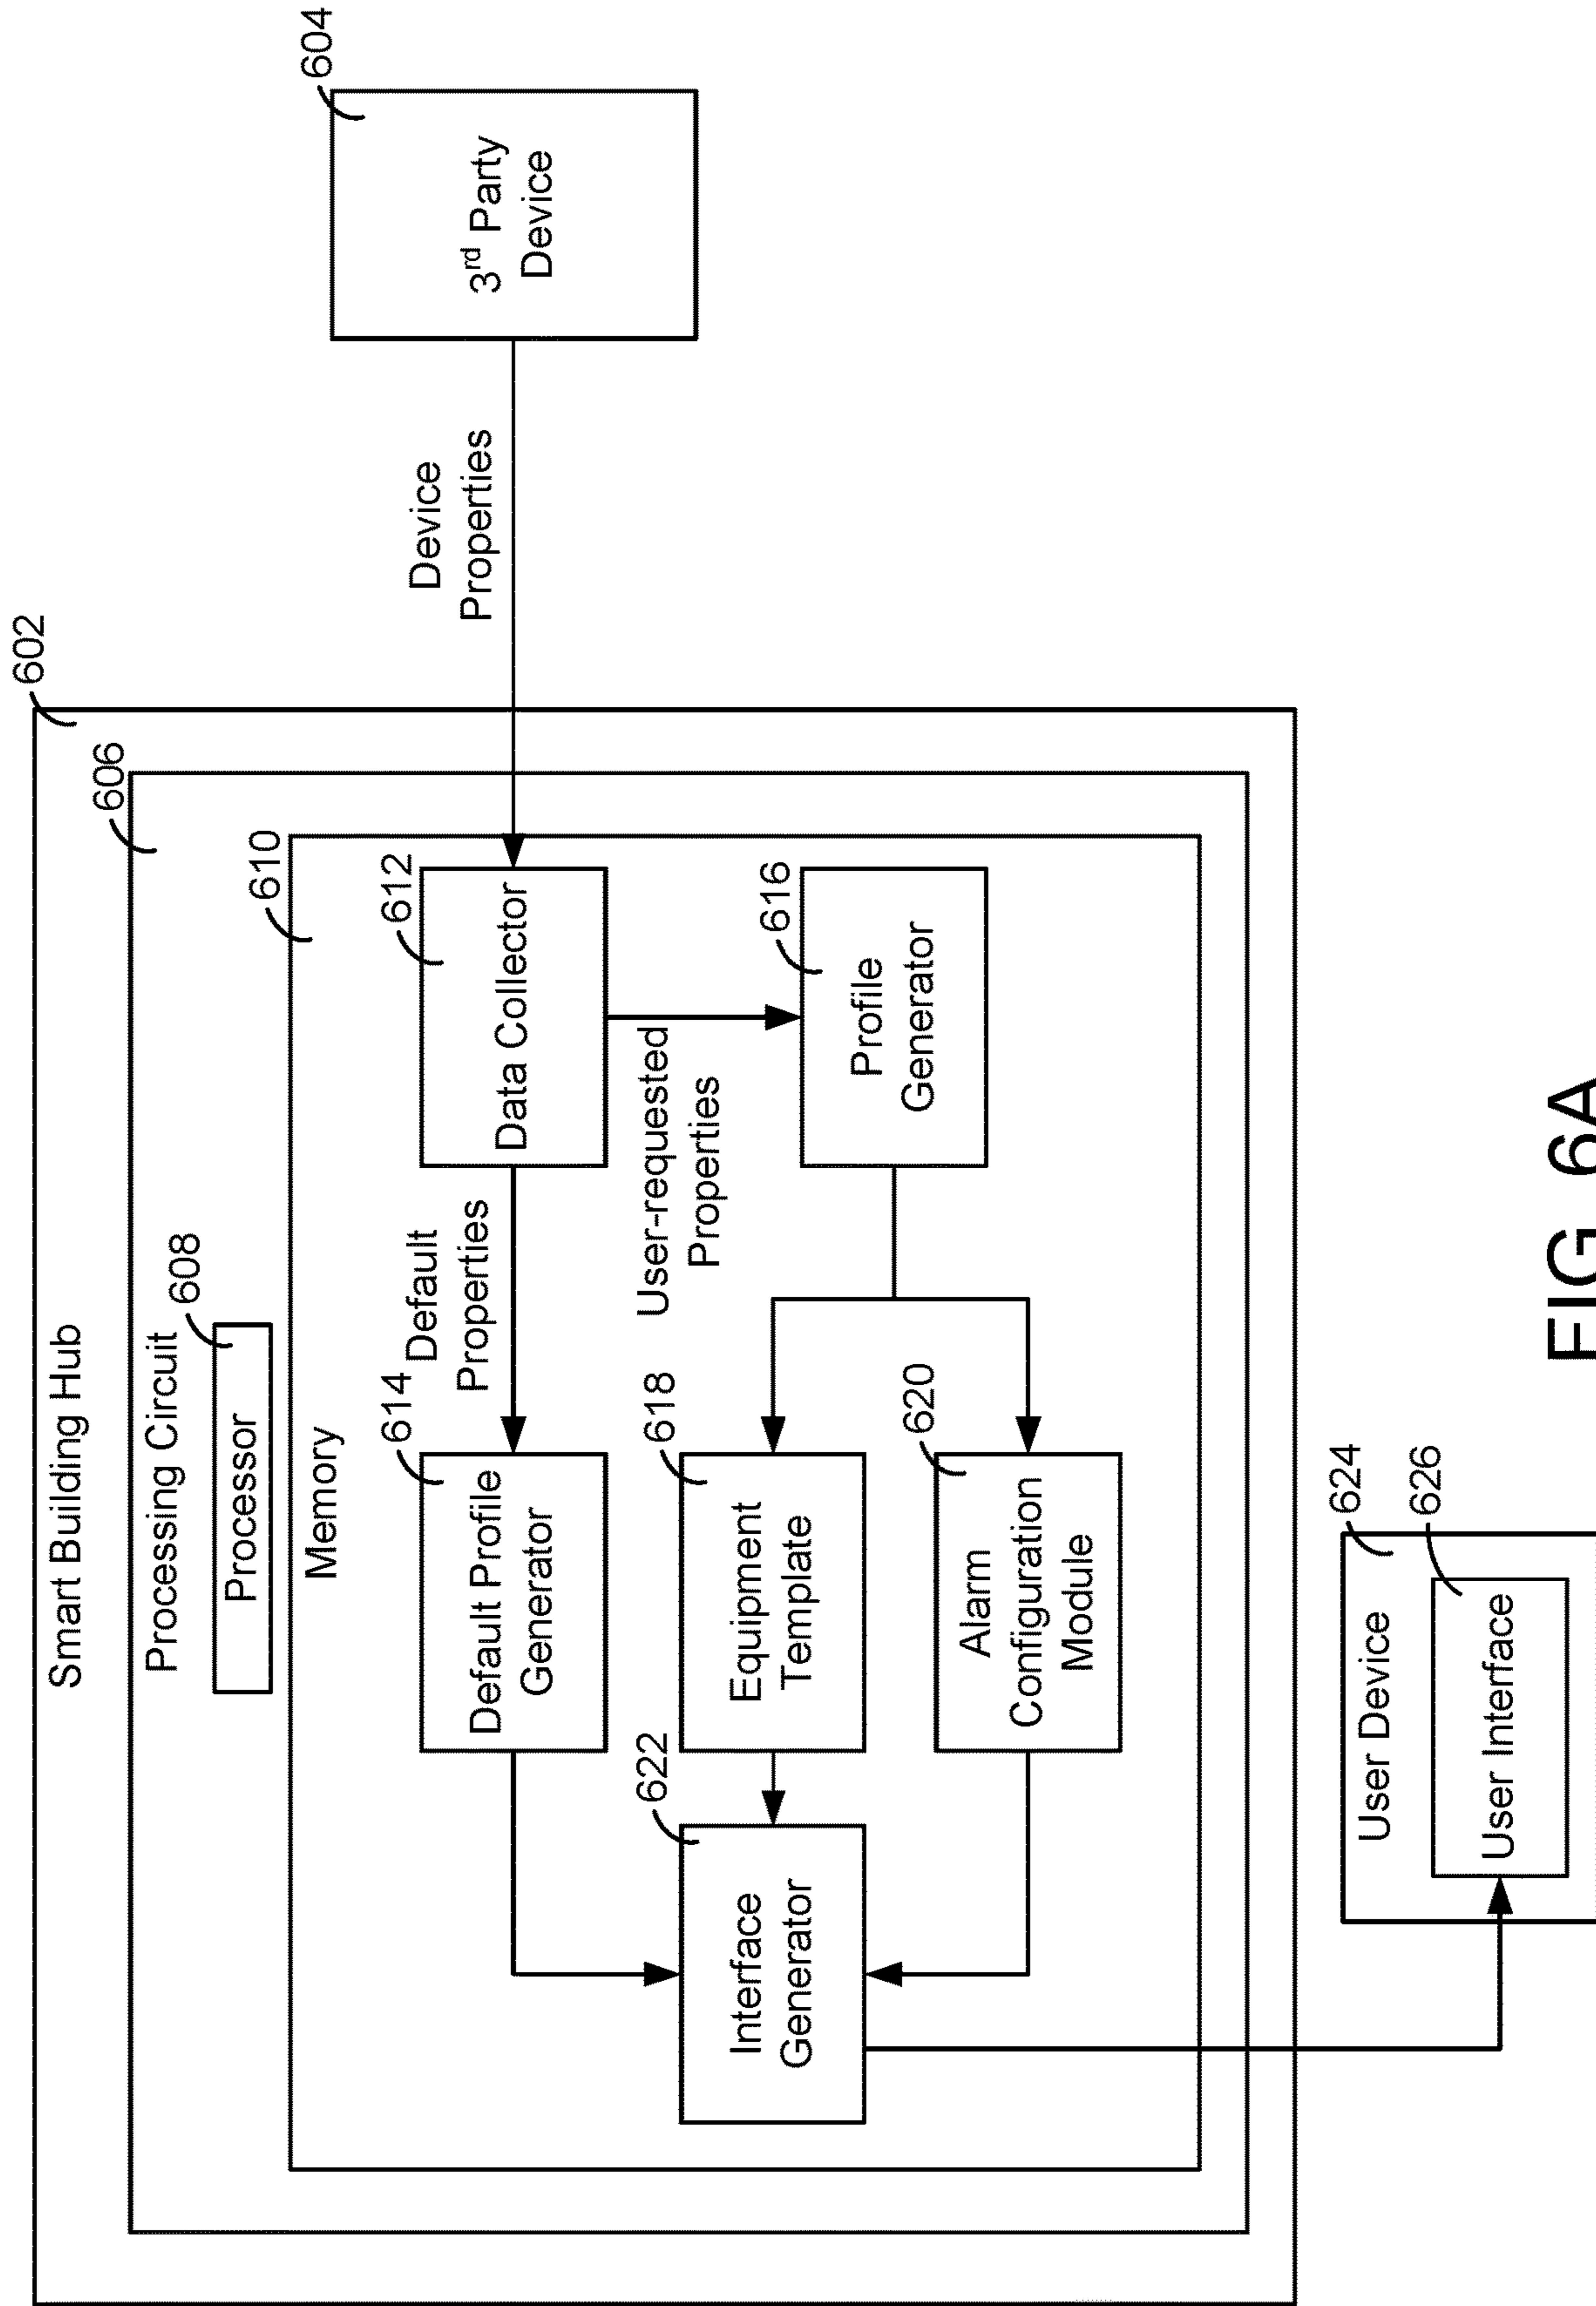 Smart Building Hub
602
Processing Circuit
606
Processor
608
Memory
610
Interface
Generator
622
Default Profile
Generator
614
Default
Properties
Data Collector
612
Device
Properties
3rd Party
Device
604
Equipment
Template
618
User-requested
Properties
Profile
Generator
616
Alarm
Configuration
Module
620
User Device
624
User Interface
626
FIG. 6A